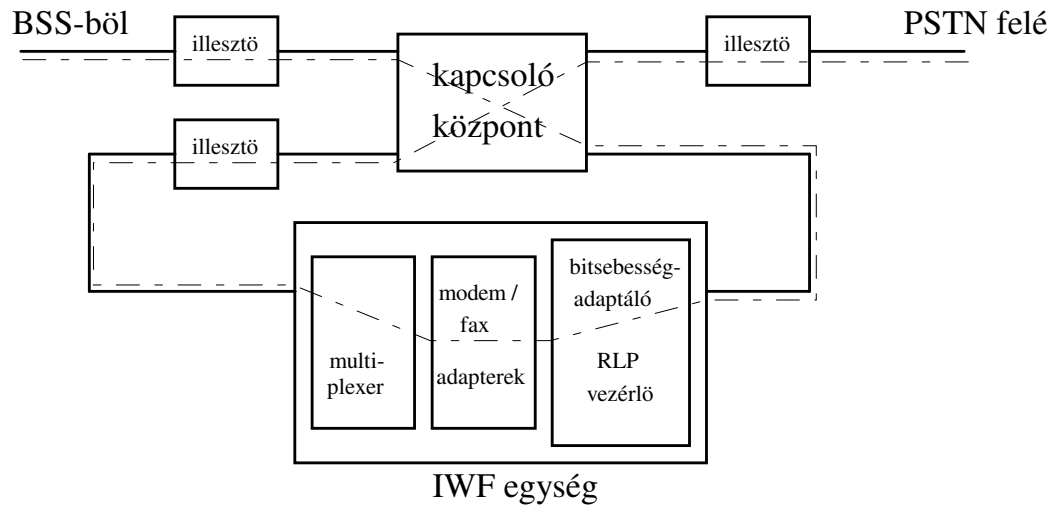 BSS-böl
PSTN felé
illesztö
illesztö
kapcsoló
központ
illesztö
bitsebesség-
adaptáló
RLP
vezérlö
modem /
fax
adapterek
multi-
plexer
IWF egység